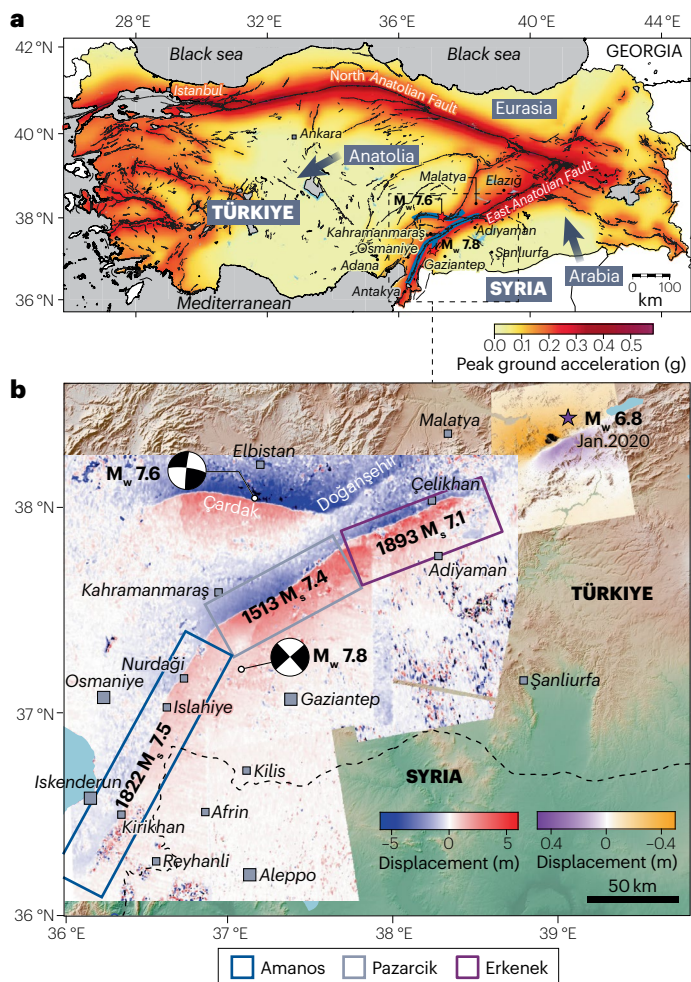 a
28°E
32°E
36°E
40°E
44°E
42°N
40°N
38°N
36°N
Black sea
Black sea
GEORGIA
Istanbul
North Anatolian Fault
Eurasia
Ankara
Anatolia
Malatya
Elazığ
East Anatolian Fault
Mw 7.6
TÜRKIYE
Kahramanmaraş
Adiyaman
Osmaniye
Mw 7.8
Şanlıurfa
Adana
Gaziantep
Arabia
Antakya
SYRIA
0 100
km
Mediterranean
0.0 0.1 0.2 0.3 0.4 0.5
Peak ground acceleration (g)
b
Malatya
Mw 6.8
Jan.2020
Elbistan
Mw 7.6
Doğanşehir
Çelikhan
Çardak
38°N
1893 Ms 7.1
Adiyaman
Kahramanmaraş
1513 Ms 7.4
TÜRKIYE
Nurdaği
Mw 7.8
Osmaniye
Şanliurfa
Islahiye
Gaziantep
37°N
1822 Ms 7.5
Kilis
SYRIA
Iskenderun
Afrin
Kirikhan
Reyhanli
Aleppo
-5 0 5
Displacement (m)
0.4 0 -0.4
Displacement (m)
50 km
36°N
36°E
37°E
38°E
39°E
Amanos
Pazarcik
Erkenek